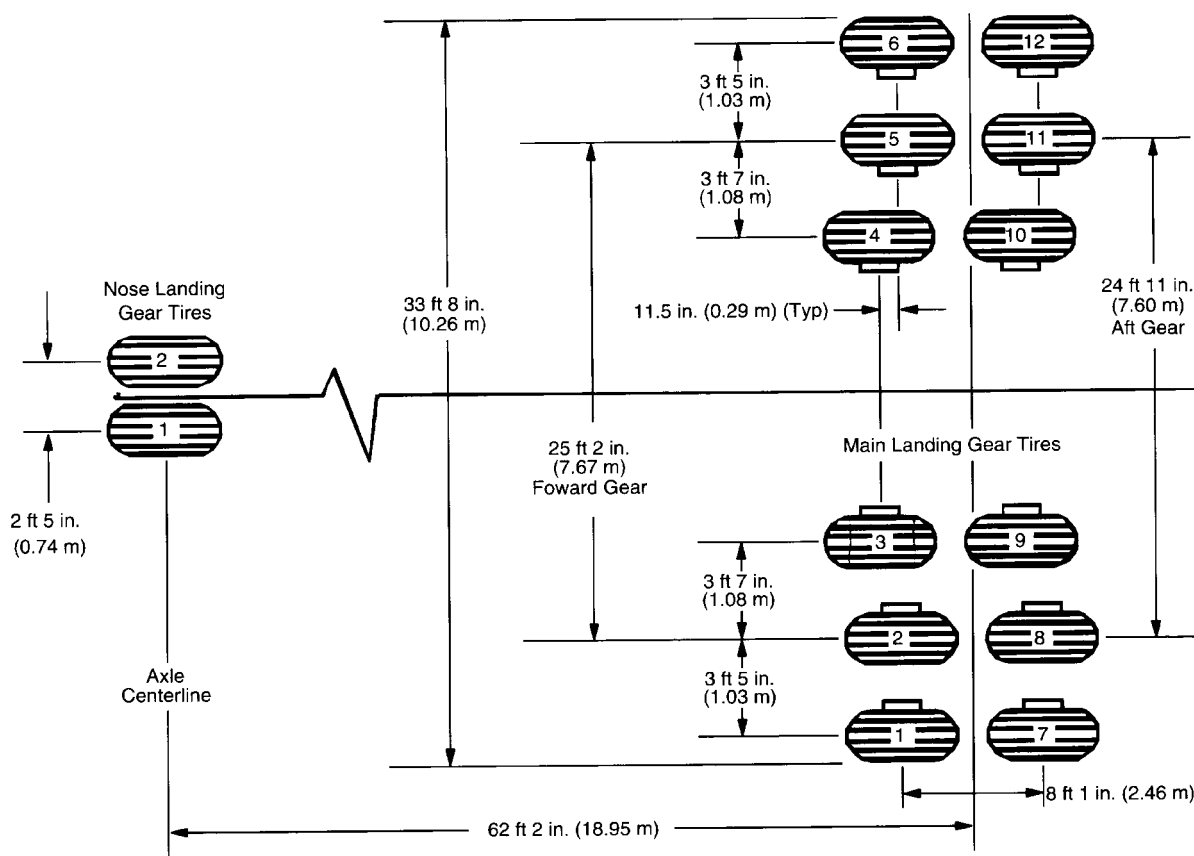 6
12
3 ft 5 in.
(1.03 m)
5
11
3 ft 7 in.
(1.08 m)
4
10
Nose Landing
Gear Tires
33 ft 8 in.
(10.26 m)
11.5 in. (0.29 m) (Typ)
24 ft 11 in.
(7.60 m)
Aft Gear
2
1
25 ft 2 in.
(7.67 m)
Foward Gear
Main Landing Gear Tires
2 ft 5 in.
(0.74 m)
3
9
3 ft 7 in.
(1.08 m)
2
8
Axle
Centerline
3 ft 5 in.
(1.03 m)
1
7
8 ft 1 in. (2.46 m)
62 ft 2 in. (18.95 m)